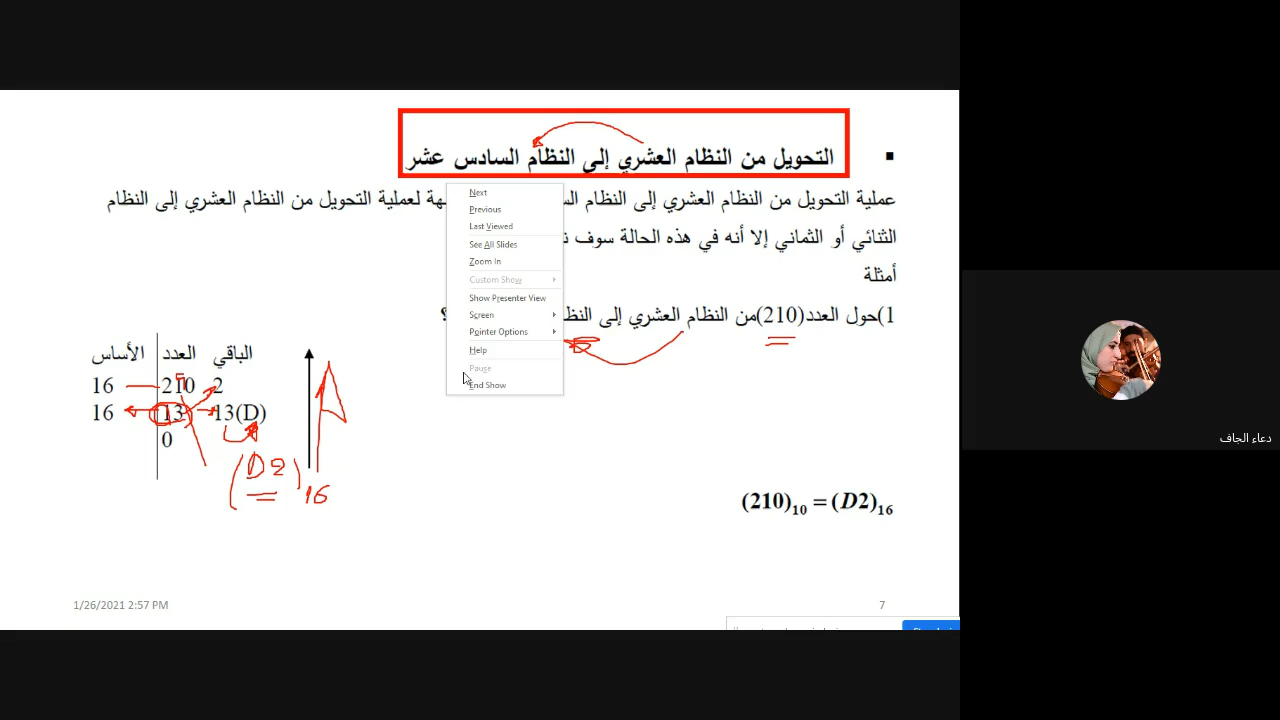 التحويل من النظام العشري إلى النظام السادس عشر
عملية التحويل من النظام العشري إلى النظام
هة لعملية التحويل من النظام العشري إلى النظام
الثنائي أو الثماني إلا أنه في هذه الحالة سوف
أمثلة
1)حول العدد(210)من النظام العشري إلى
؟
Next
Previous
Last Viewed
See All Slides
Zoom In
Custom Show
Show Presenter View
Screen
Pointer Options
Help
Pause
End Show
الأساس العدد الباقي
16 210 2
16 13 13(D)
0
(D2)16
(210)10 = (D2)16
1/26/2021 2:57 PM
7
دعاء الجاف